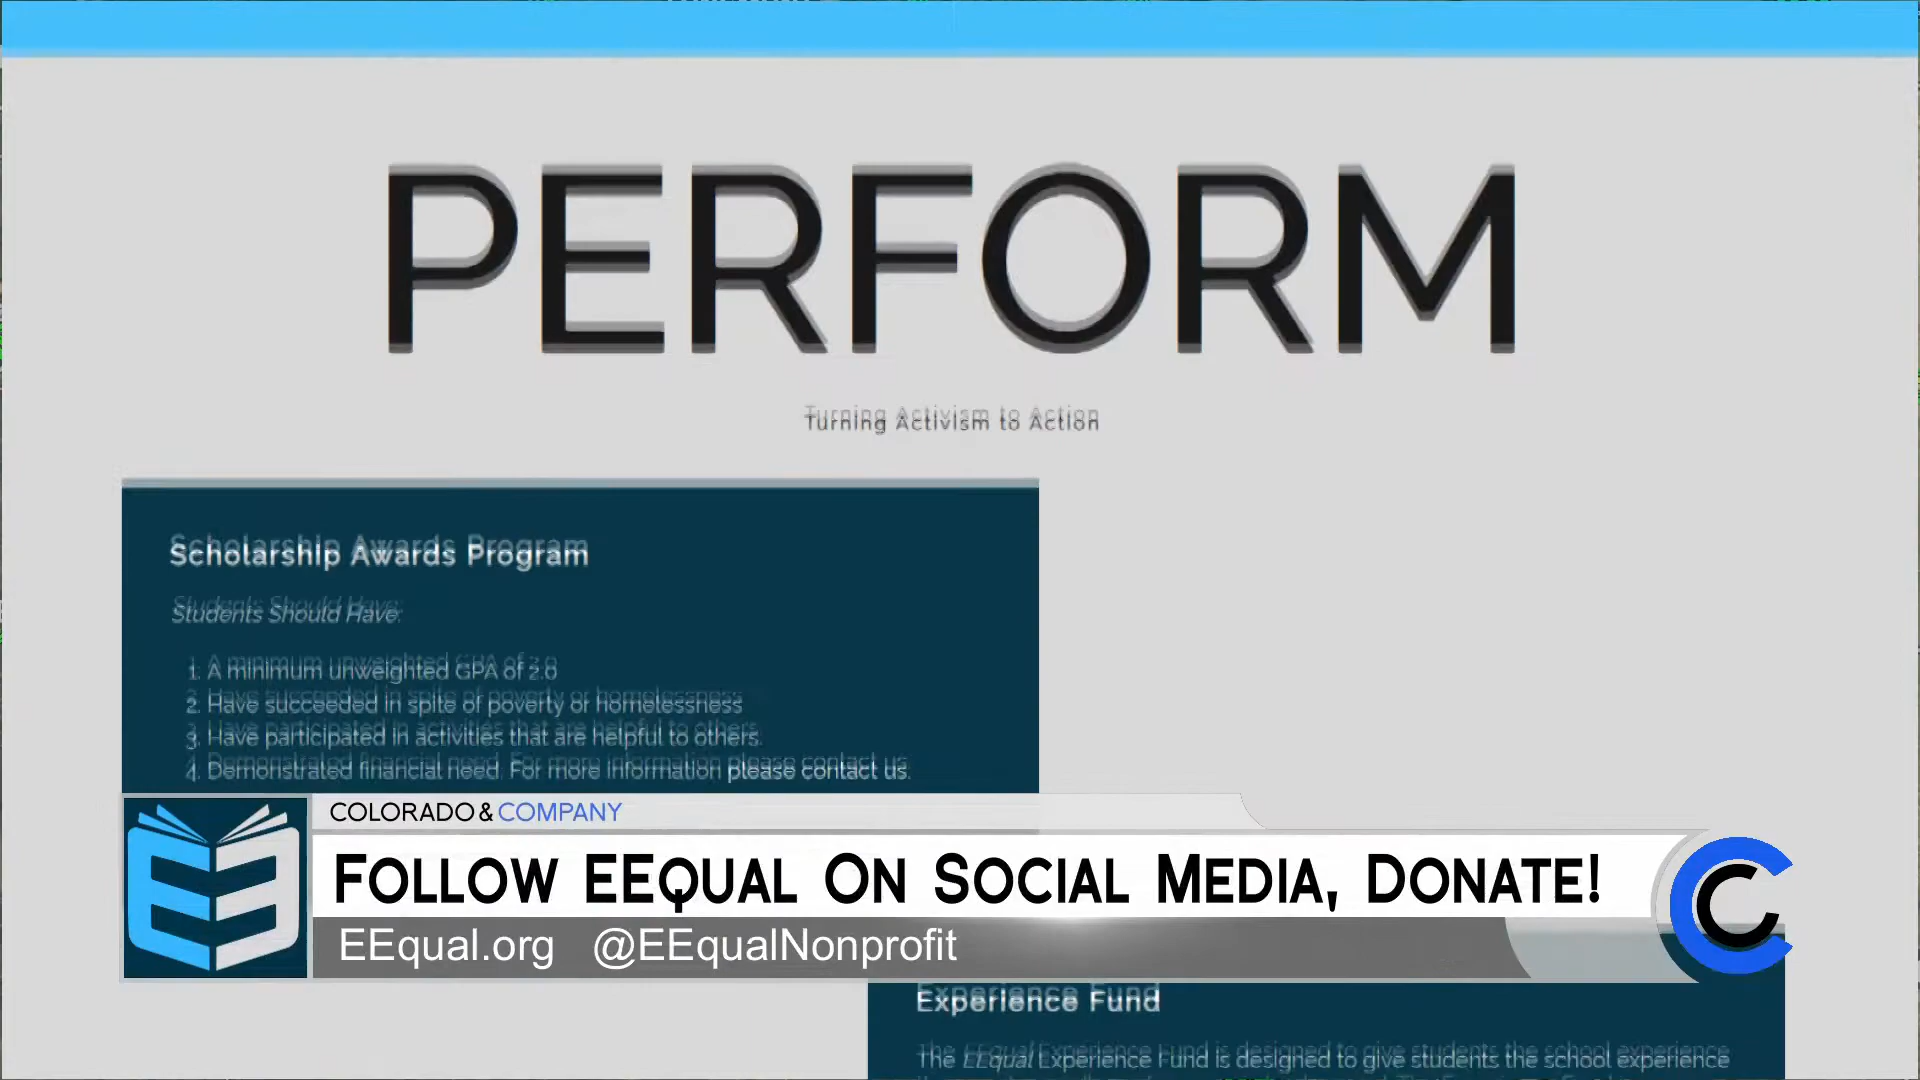 PERFORM
Turning Activism to Action
Scholarship Awards Program
Students Should Have:
1. A minimum unweighted GPA of 2.0
2. Have succeeded in spite of poverty or homelessness
3. Have participated in activities that are helpful to others.
4. Demonstrated financial need. For more information please contact us.
COLORADO & COMPANY
FOLLOW EEQUAL ON SOCIAL MEDIA, DONATE!
EEqual.org @EEqualNonprofit
Experience Fund
The EEqual Experience Fund is designed to give students the school experience